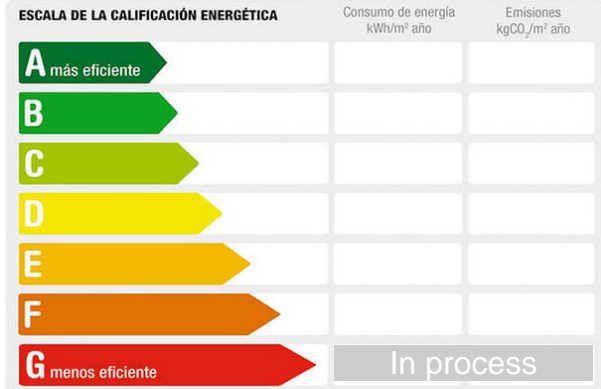 ESCALA DE LA CALIFICACIÓN ENERGÉTICA
Consumo de energía
kWh/m² año
Emisiones
kgCO₂/m² año
A más eficiente
B
C
D
E
F
G menos eficiente
In process